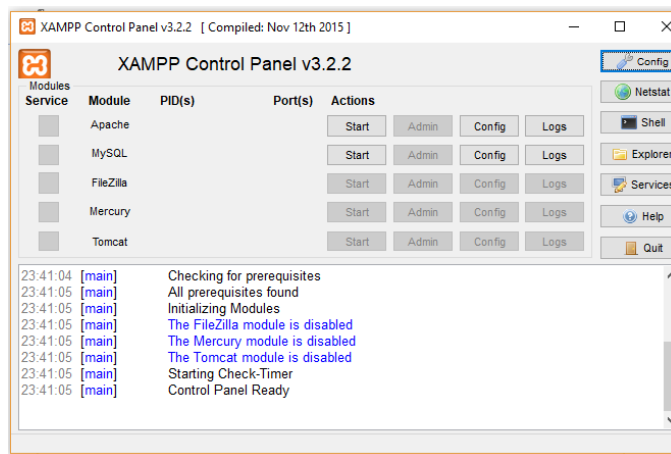 XAMPP Control Panel v3.2.2 [ Compiled: Nov 12th 2015 ]
XAMPP Control Panel v3.2.2
Config
Modules
Service Module PID(s) Port(s) Actions
Netstat
Apache Start Admin Config Logs
Shell
MySQL Start Admin Config Logs
Explorer
FileZilla Start Admin Config Logs
Services
Mercury Start Admin Config Logs
Help
Tomcat Start Admin Config Logs
Quit
23:41:04 [main] Checking for prerequisites
23:41:05 [main] All prerequisites found
23:41:05 [main] Initializing Modules
23:41:05 [main] The FileZilla module is disabled
23:41:05 [main] The Mercury module is disabled
23:41:05 [main] The Tomcat module is disabled
23:41:05 [main] Starting Check-Timer
23:41:05 [main] Control Panel Ready